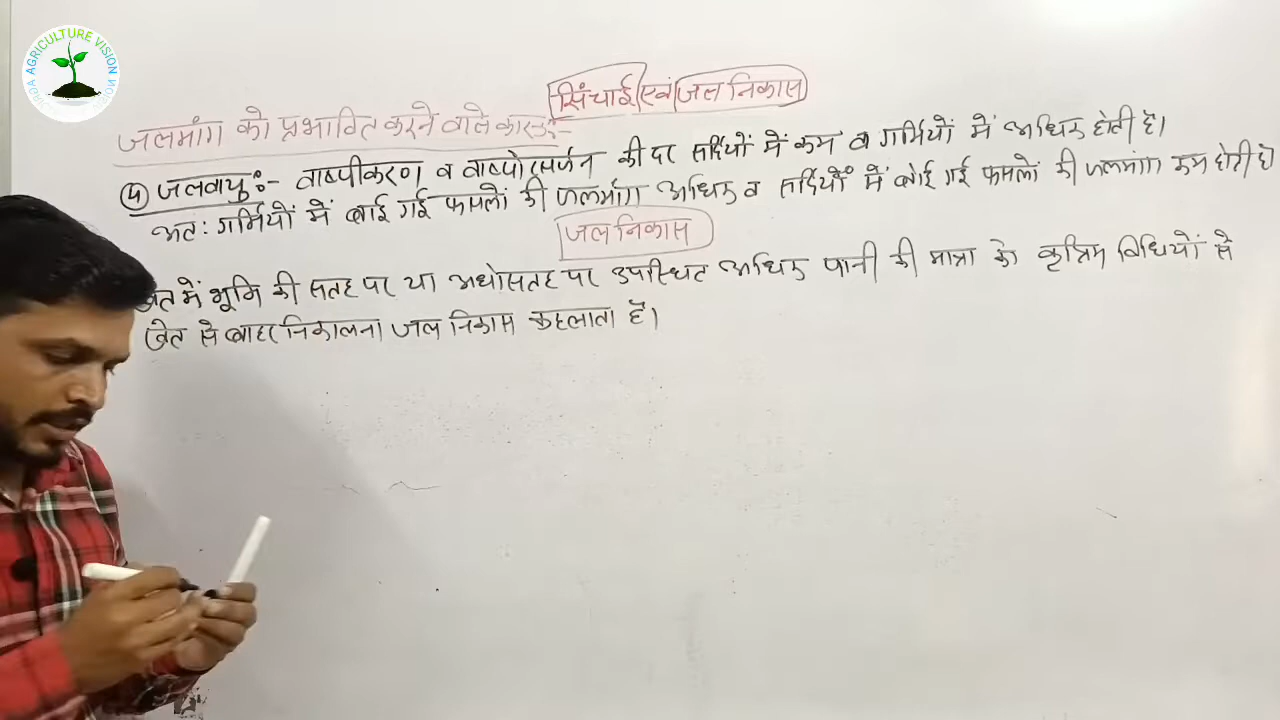 AGRICULTURE VISION
सिंचाई एवं जल निकास
जलमांग को प्रभावित करने वाले कारक :-
④ जलवायु :- वाष्पीकरण व वाष्पोत्सर्जन की दर सर्दियों में कम व गर्मियों में अधिक होती है।
अत: गर्मियों में बोई गई फसलों की जलमांग अधिक व सर्दियों में बोई गई फसलों की जलमांग कम होती है
जल निकास
खेत में भूमि की सतह पर या अधोसतह पर उपस्थित अधिक पानी की मात्रा को कृत्रिम विधियों से
खेत से बाहर निकालना जल निकास कहलाता है।